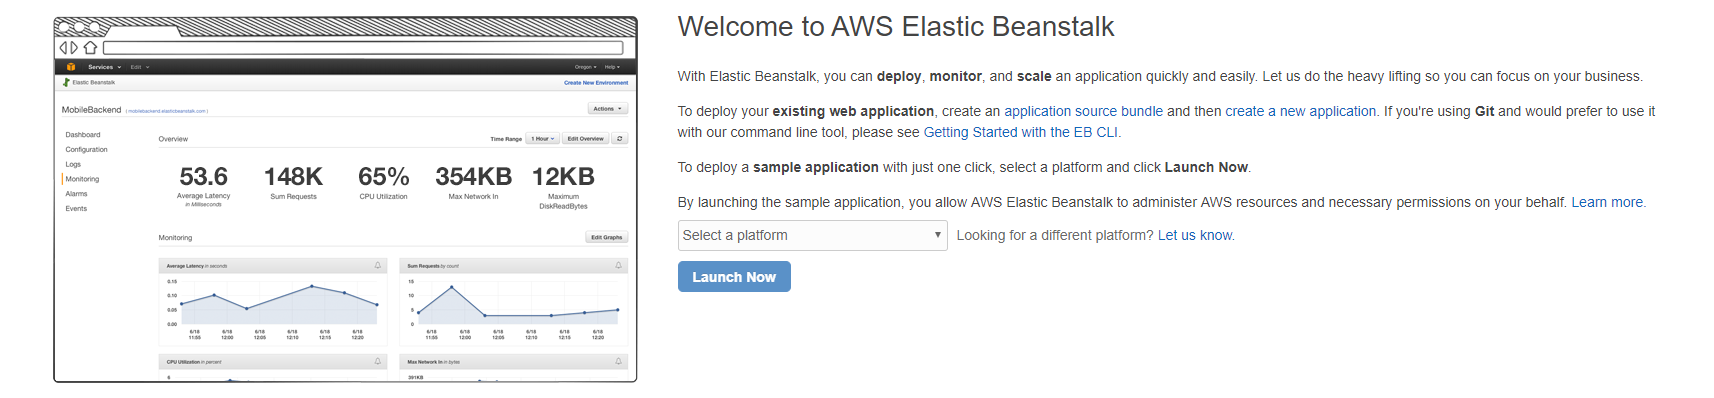 Services Edit Oregon Help
Elastic Beanstalk Create New Environment
MobileBackend ( mobilebackend.elasticbeanstalk.com ) Actions
Dashboard
Configuration
Logs
Monitoring
Alarms
Events
Overview Time Range 1 Hour Edit Overview
53.6 148K 65% 354KB 12KB
Average Latency Sum Requests CPU Utilization Max Network In Maximum
in Milliseconds DiskReadBytes
Monitoring Edit Graphs
Average Latency in seconds
0.15
0.10
0.05
0.00
6/18 6/18 6/18 6/18 6/18 6/18
11:55 12:00 12:05 12:10 12:15 12:20
Sum Requests by count
15
10
5
0
6/18 6/18 6/18 6/18 6/18 6/18
11:55 12:00 12:05 12:10 12:15 12:20
CPU Utilization in percent
6
Max Network In in bytes
391KB
Welcome to AWS Elastic Beanstalk
With Elastic Beanstalk, you can deploy, monitor, and scale an application quickly and easily. Let us do the heavy lifting so you can focus on your business.
To deploy your existing web application, create an application source bundle and then create a new application. If you're using Git and would prefer to use it
with our command line tool, please see Getting Started with the EB CLI.
To deploy a sample application with just one click, select a platform and click Launch Now.
By launching the sample application, you allow AWS Elastic Beanstalk to administer AWS resources and necessary permissions on your behalf. Learn more.
Select a platform Looking for a different platform? Let us know.
Launch Now